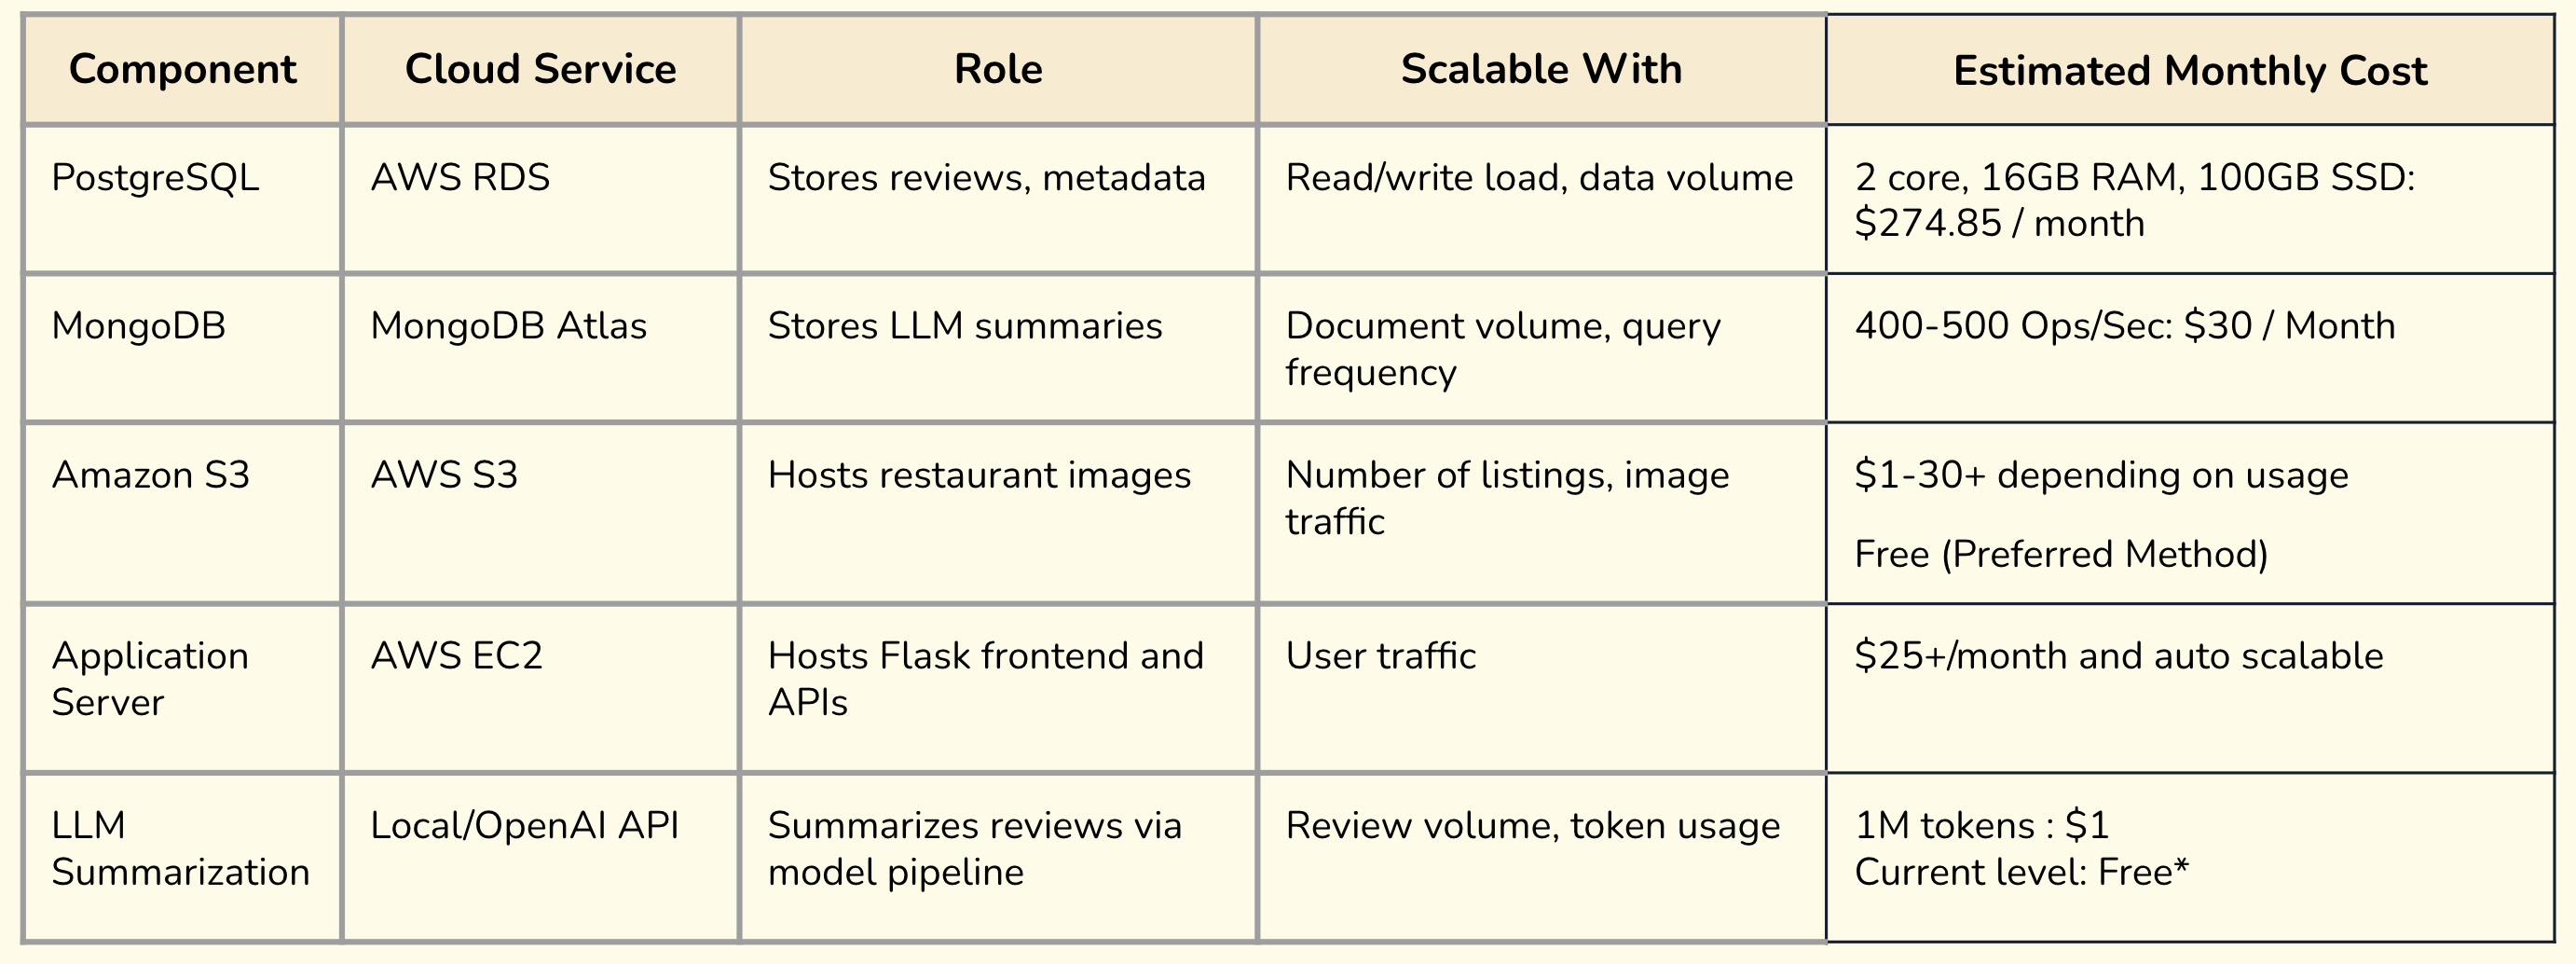 Component
Cloud Service
Role
Scalable With
Estimated Monthly Cost
PostgreSQL
AWS RDS
Stores reviews, metadata
Read/write load, data volume
2 core, 16GB RAM, 100GB SSD:
$274.85 / month
MongoDB
MongoDB Atlas
Stores LLM summaries
Document volume, query
frequency
400-500 Ops/Sec: $30 / Month
Amazon S3
AWS S3
Hosts restaurant images
Number of listings, image
traffic
$1-30+ depending on usage
Free (Preferred Method)
Application
Server
AWS EC2
Hosts Flask frontend and
APIs
User traffic
$25+/month and auto scalable
LLM
Summarization
Local/OpenAI API
Summarizes reviews via
model pipeline
Review volume, token usage
1M tokens : $1
Current level: Free*